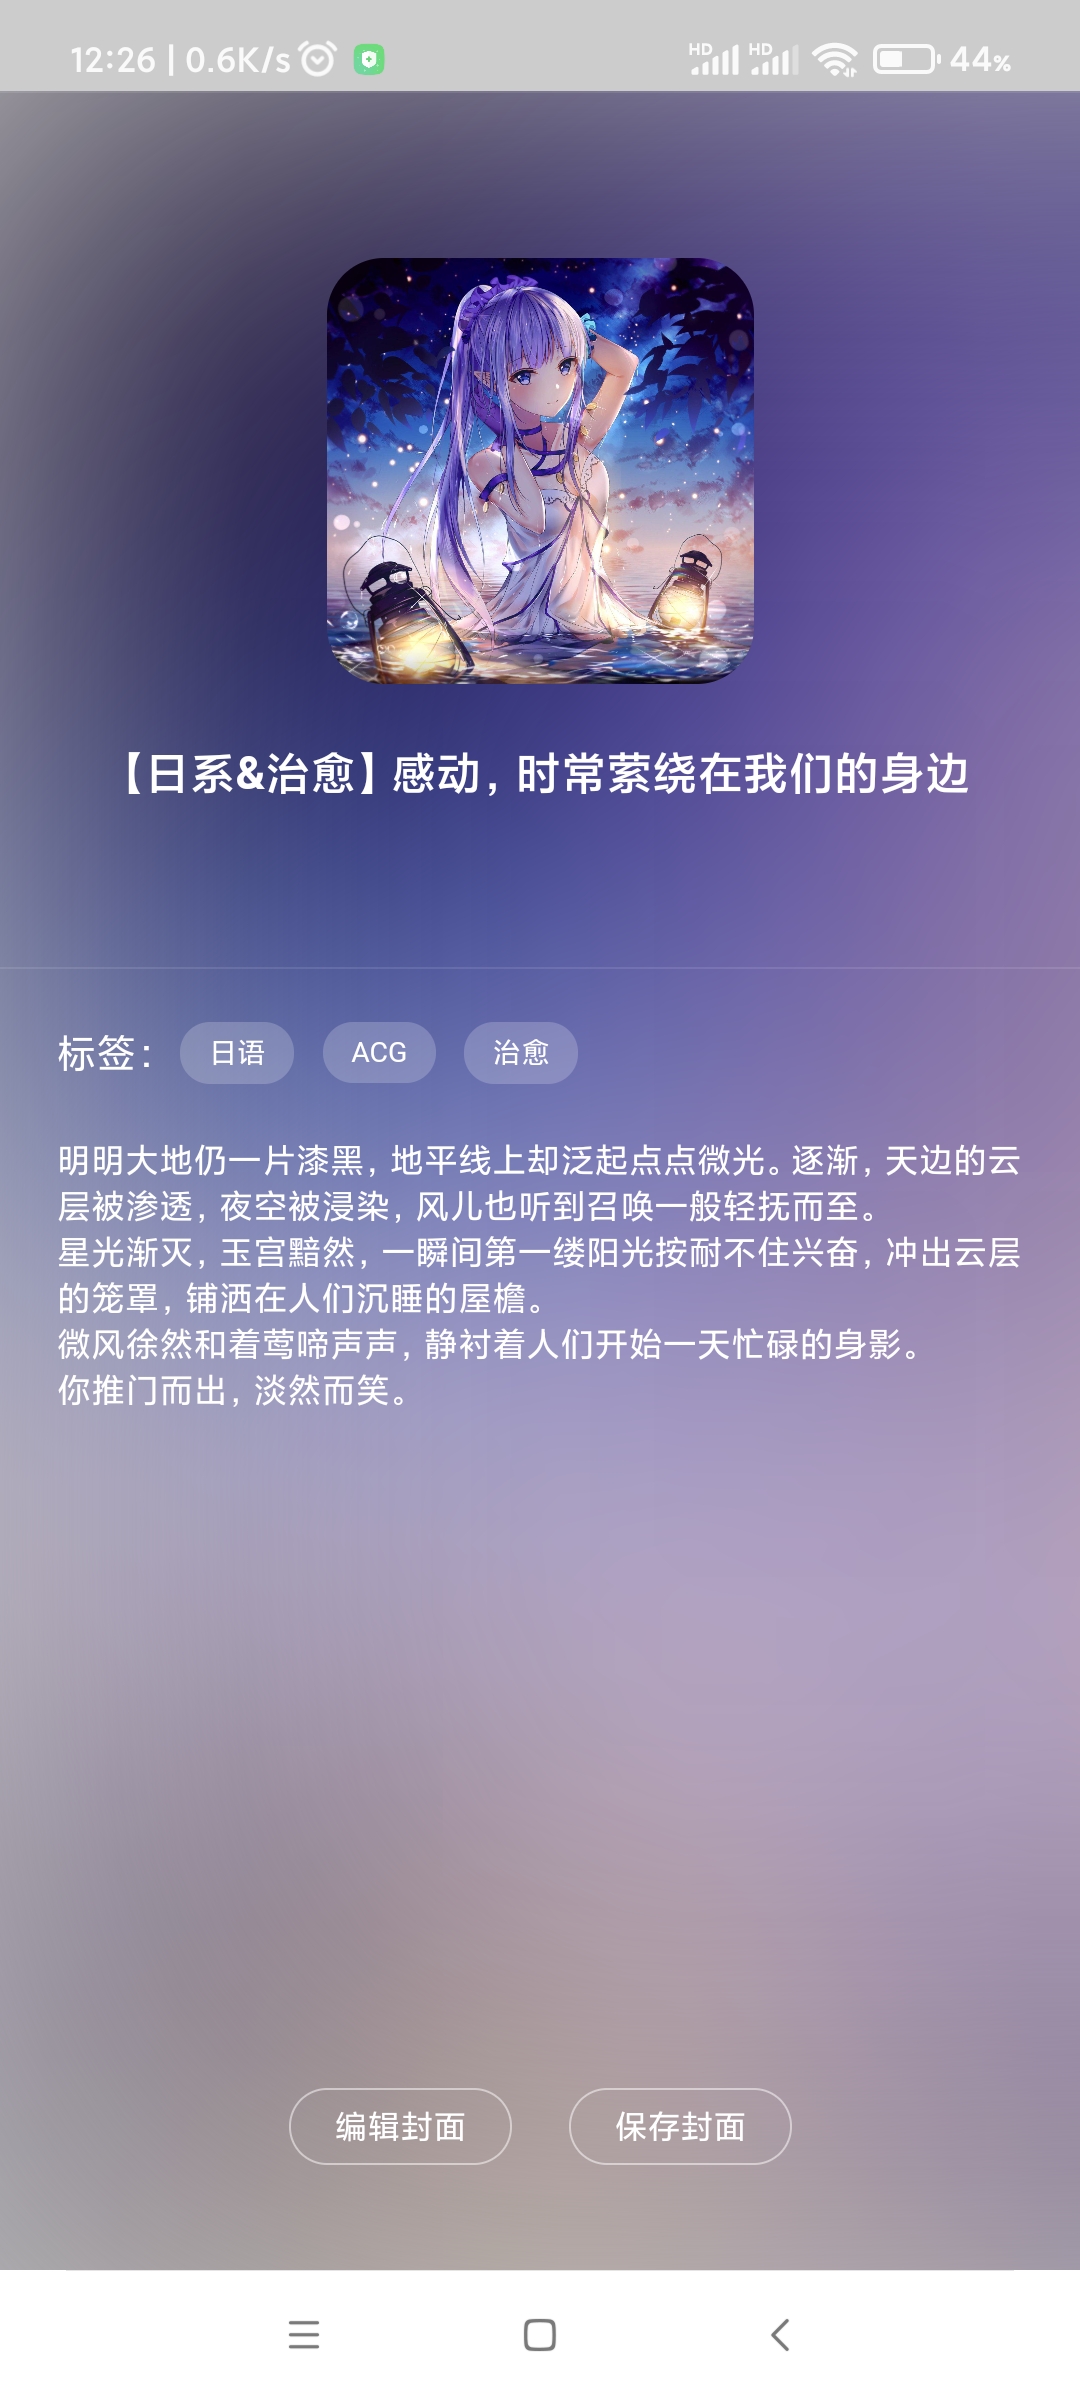 12:26 | 0.6K/s
HD HD 44%
【日系&治愈】感动，时常萦绕在我们的身边
标签： 日语 ACG 治愈
明明大地仍一片漆黑，地平线上却泛起点点微光。逐渐，天边的云
层被渗透，夜空被浸染，风儿也听到召唤一般轻抚而至。
星光渐灭，玉宫黯然，一瞬间第一缕阳光按耐不住兴奋，冲出云层
的笼罩，铺洒在人们沉睡的屋檐。
微风徐然和着莺啼声声，静衬着人们开始一天忙碌的身影。
你推门而出，淡然而笑。
编辑封面 保存封面